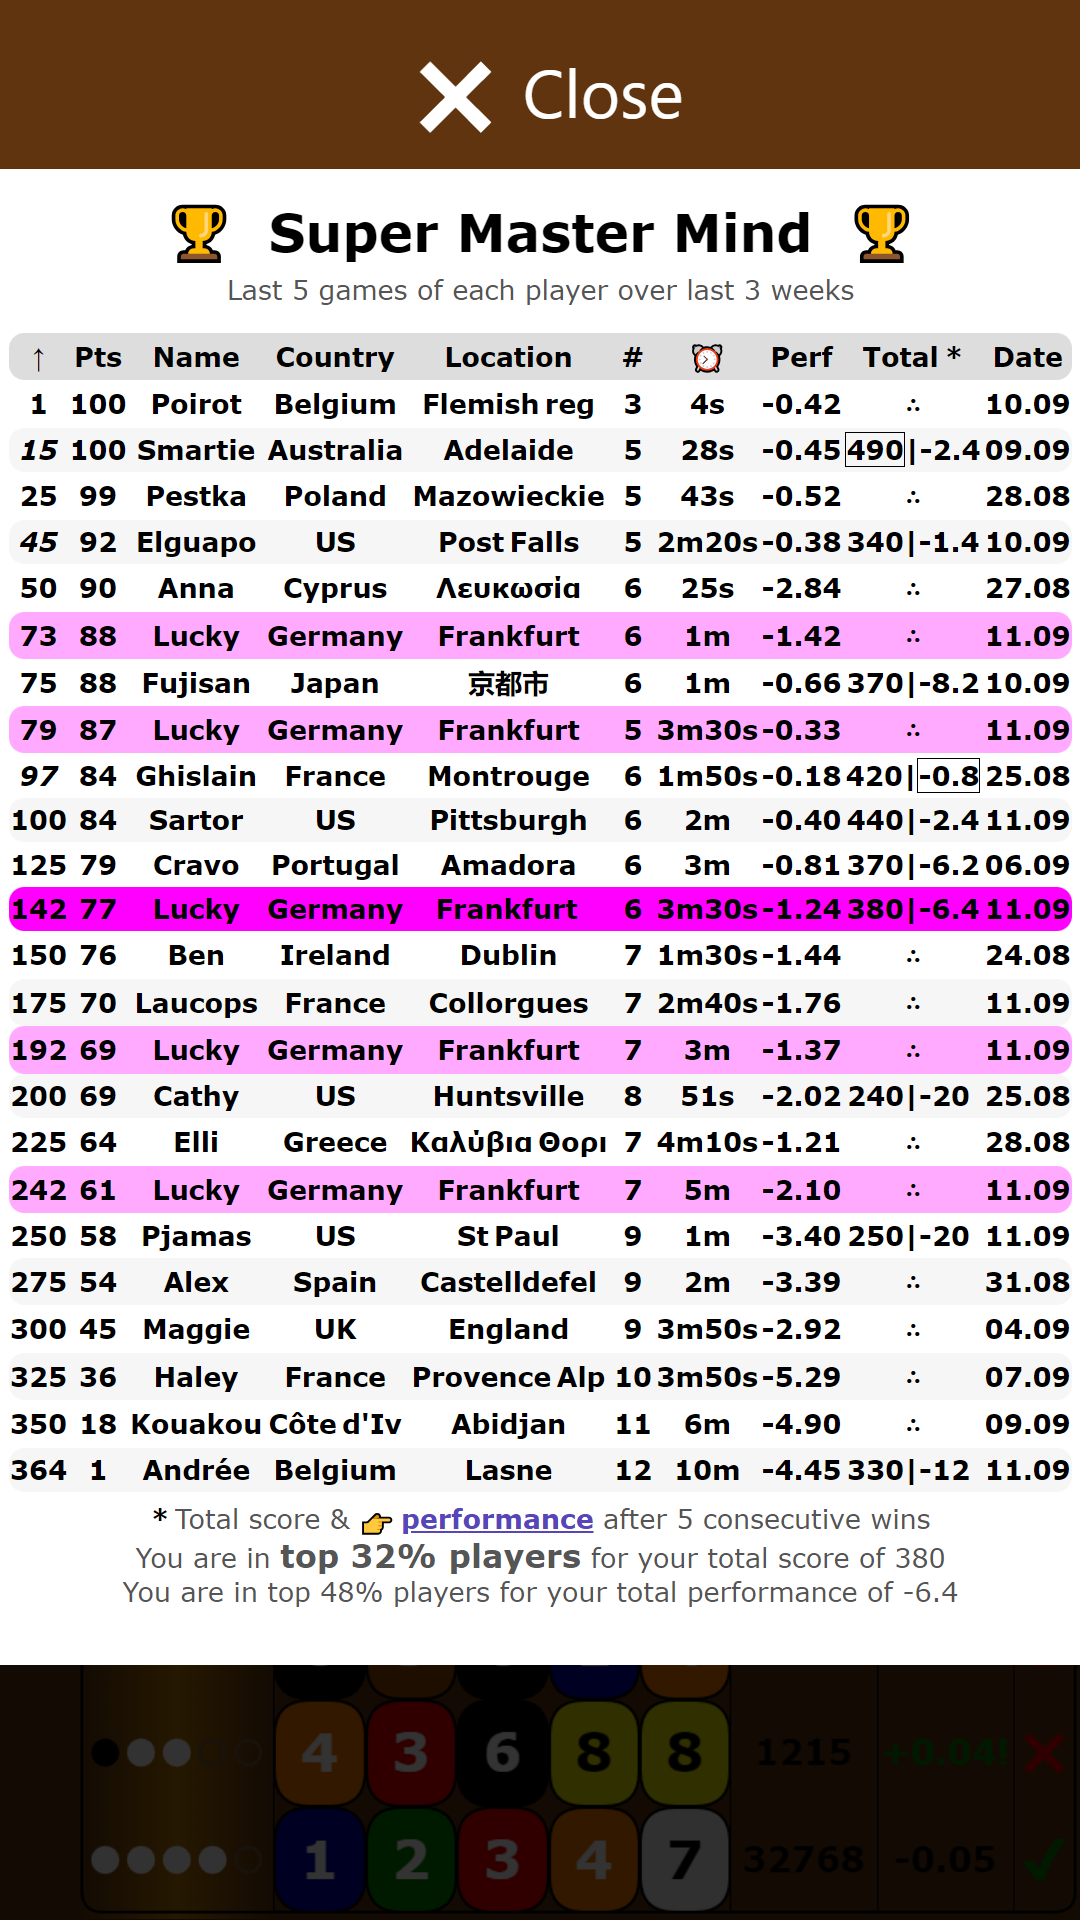 Close
🏆 Super Master Mind 🏆
Last 5 games of each player over last 3 weeks
↑ Pts Name Country Location # ⏰ Perf Total * Date
1 100 Poirot Belgium Flemish reg 3 4s -0.42 ∴ 10.09
15 100 Smartie Australia Adelaide 5 28s -0.45 490|-2.4 09.09
25 99 Pestka Poland Mazowieckie 5 43s -0.52 ∴ 28.08
45 92 Elguapo US Post Falls 5 2m20s -0.38 340|-1.4 10.09
50 90 Anna Cyprus Λευκωσία 6 25s -2.84 ∴ 27.08
73 88 Lucky Germany Frankfurt 6 1m -1.42 ∴ 11.09
75 88 Fujisan Japan 京都市 6 1m -0.66 370|-8.2 10.09
79 87 Lucky Germany Frankfurt 5 3m30s -0.33 ∴ 11.09
97 84 Ghislain France Montrouge 6 1m50s -0.18 420|-0.8 25.08
100 84 Sartor US Pittsburgh 6 2m -0.40 440|-2.4 11.09
125 79 Cravo Portugal Amadora 6 3m -0.81 370|-6.2 06.09
142 77 Lucky Germany Frankfurt 6 3m30s -1.24 380|-6.4 11.09
150 76 Ben Ireland Dublin 7 1m30s -1.44 ∴ 24.08
175 70 Laucops France Collorgues 7 2m40s -1.76 ∴ 11.09
192 69 Lucky Germany Frankfurt 7 3m -1.37 ∴ 11.09
200 69 Cathy US Huntsville 8 51s -2.02 240|-20 25.08
225 64 Elli Greece Καλύβια Θορι 7 4m10s -1.21 ∴ 28.08
242 61 Lucky Germany Frankfurt 7 5m -2.10 ∴ 11.09
250 58 Pjamas US St Paul 9 1m -3.40 250|-20 11.09
275 54 Alex Spain Castelldefel 9 2m -3.39 ∴ 31.08
300 45 Maggie UK England 9 3m50s -2.92 ∴ 04.09
325 36 Haley France Provence Alp 10 3m50s -5.29 ∴ 07.09
350 18 Kouakou Côte d'Iv Abidjan 11 6m -4.90 ∴ 09.09
364 1 Andrée Belgium Lasne 12 10m -4.45 330|-12 11.09
* Total score & 👉 performance after 5 consecutive wins
You are in top 32% players for your total score of 380
You are in top 48% players for your total performance of -6.4
4 3 6 8 8 1215 +0.04!
1 2 3 4 7 32768 -0.05